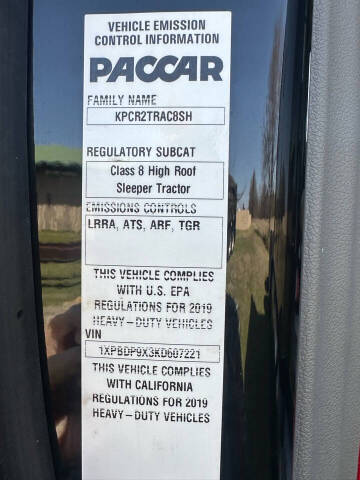 VEHICLE EMISSION
CONTROL INFORMATION
PACCAR
FAMILY NAME
KPCR2TRAC8SH
REGULATORY SUBCAT
Class 8 High Roof
Sleeper Tractor
EMISSIONS CONTROLS
LRRA, ATS, ARF, TGR
THIS VEHICLE COMPLIES
WITH U.S. EPA
REGULATIONS FOR 2019
HEAVY-DUTY VEHICLES
VIN
1XPBDP9X3KD607221
THIS VEHICLE COMPLIES
WITH CALIFORNIA
REGULATIONS FOR 2019
HEAVY-DUTY VEHICLES